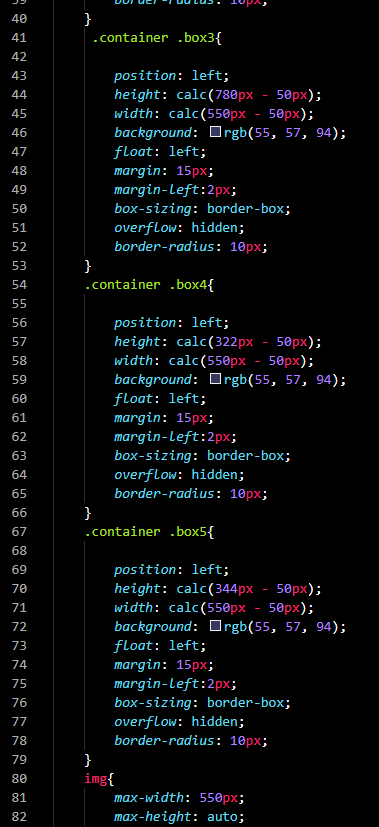 39 border-radius: 10px;
40 }
41 .container .box3{
42
43 position: left;
44 height: calc(780px - 50px);
45 width: calc(550px - 50px);
46 background: rgb(55, 57, 94);
47 float: left;
48 margin: 15px;
49 margin-left:2px;
50 box-sizing: border-box;
51 overflow: hidden;
52 border-radius: 10px;
53 }
54 .container .box4{
55
56 position: left;
57 height: calc(322px - 50px);
58 width: calc(550px - 50px);
59 background: rgb(55, 57, 94);
60 float: left;
61 margin: 15px;
62 margin-left:2px;
63 box-sizing: border-box;
64 overflow: hidden;
65 border-radius: 10px;
66 }
67 .container .box5{
68
69 position: left;
70 height: calc(344px - 50px);
71 width: calc(550px - 50px);
72 background: rgb(55, 57, 94);
73 float: left;
74 margin: 15px;
75 margin-left:2px;
76 box-sizing: border-box;
77 overflow: hidden;
78 border-radius: 10px;
79 }
80 img{
81 max-width: 550px;
82 max-height: auto;